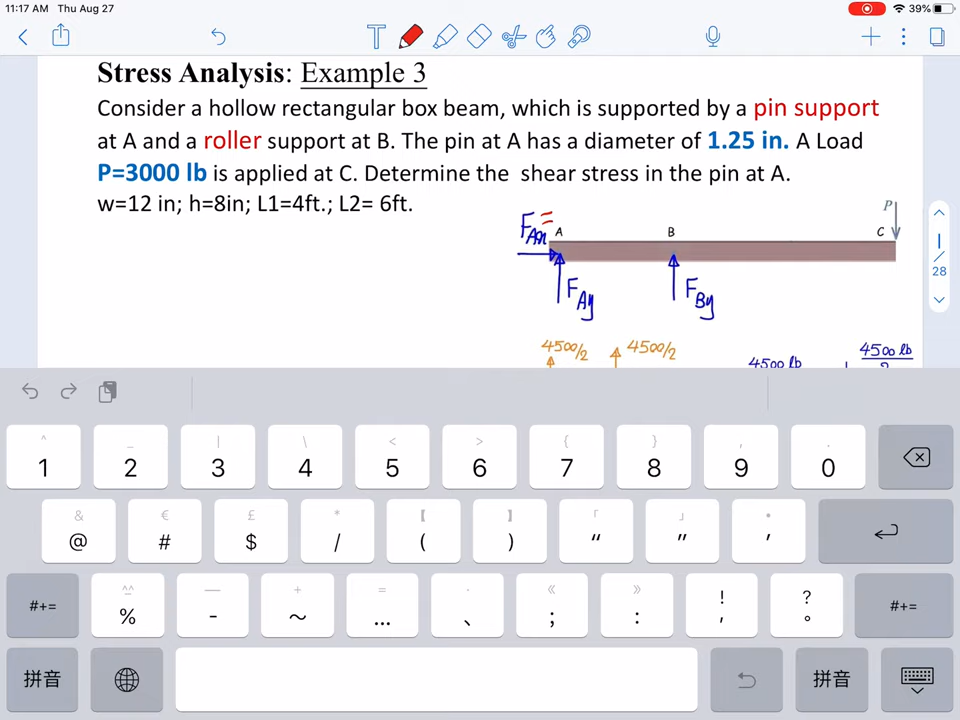 11:17 AM Thu Aug 27
39%
T
Stress Analysis: Example 3
Consider a hollow rectangular box beam, which is supported by a pin support
at A and a roller support at B. The pin at A has a diameter of 1.25 in. A Load
P=3000 lb is applied at C. Determine the shear stress in the pin at A.
w=12 in; h=8in; L1=4ft.; L2= 6ft.
P
FAx = A B C
FAy FBy
4500/2 4500/2 4500 lb 4500 lb
2
1 / 28
^ _ | \ < > { } , .
1 2 3 4 5 6 7 8 9 0
& € £ * 【 】 「 」 •
@ # $ / ( ) “ ” ’
^^ — + = · 《 》 ! ?
#+= % - ~ ... 、 ; : , ° #+=
拼音 拼音